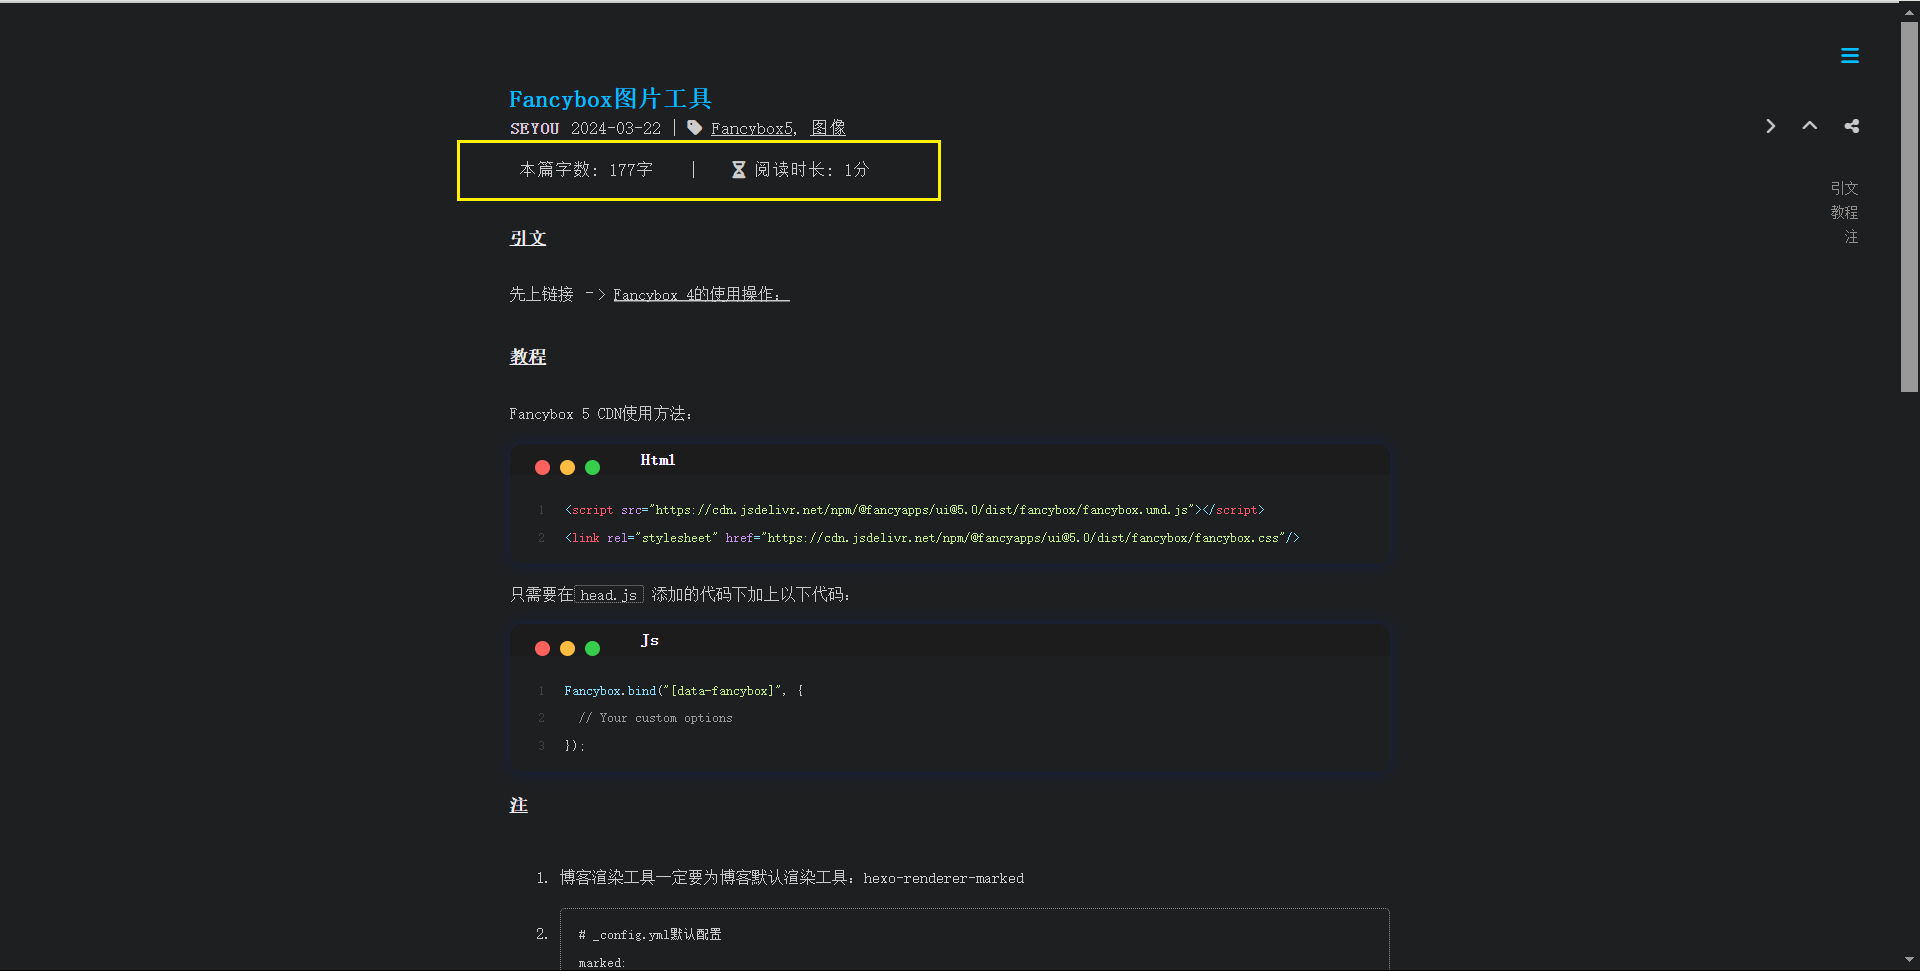 Fancybox图片工具
SEYOU 2024-03-22 | Fancybox5, 图像
本篇字数: 177字 | 阅读时长: 1分
引文
教程
注
引文
先上链接 -> Fancybox 4的使用操作;
教程
Fancybox 5 CDN使用方法:
Html
1 <script src="https://cdn.jsdelivr.net/npm/@fancyapps/ui@5.0/dist/fancybox/fancybox.umd.js"></script>
2 <link rel="stylesheet" href="https://cdn.jsdelivr.net/npm/@fancyapps/ui@5.0/dist/fancybox/fancybox.css"/>
只需要在 head.js 添加的代码下加上以下代码:
Js
1 Fancybox.bind("[data-fancybox]", {
2 // Your custom options
3 });
注
1. 博客渲染工具一定要为博客默认渲染工具: hexo-renderer-marked
2. # _config.yml默认配置
marked: